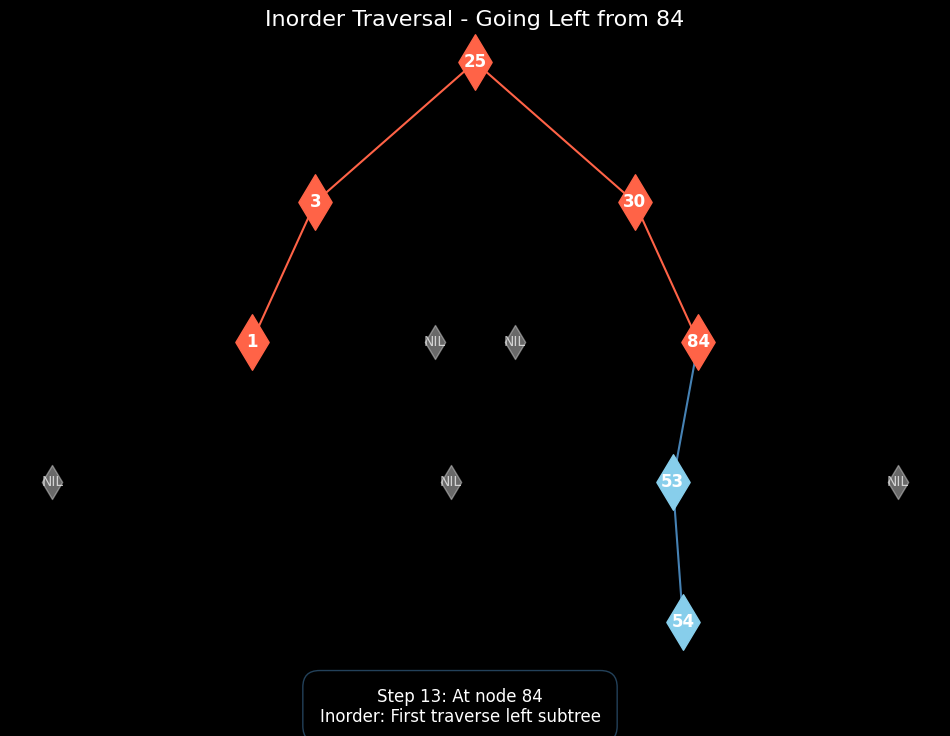 Inorder Traversal - Going Left from 84
25
3
30
1
NIL
NIL
84
NIL
NIL
53
NIL
54
Step 13: At node 84
Inorder: First traverse left subtree